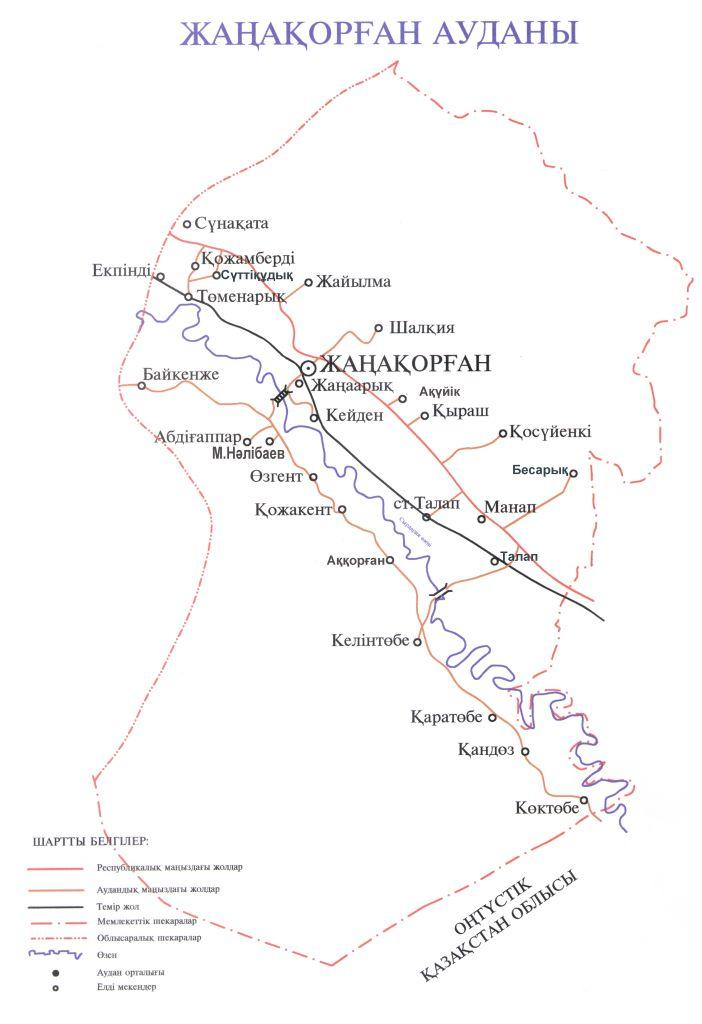 ЖАҢАҚОРҒАН АУДАНЫ
Сұнақата
Қожамберді
Екпінді
Сүттіқұдық
Жайылма
Төменарық
Шалқия
ЖАҢАҚОРҒАН
Байкенже
Жаңаарық
Ақүйік
Кейден
Қыраш
Абдіғаппар
Қосүйенкі
М.Нәлібаев
Бесарық
Өзгент
ст.Талап
Манап
Қожакент
Аққорған
Талап
Келінтөбе
Қаратөбе
Қандөз
Көктөбе
ШАРТТЫ БЕЛГІЛЕР:
Республикалық маңыздағы жолдар
Аудандық маңыздағы жолдар
Темір жол
Мемлекеттік шекаралар
Облысаралық шекаралар
Өзен
Аудан орталығы
Елді мекендер
ОҢТҮСТІК
ҚАЗАҚСТАН ОБЛЫСЫ